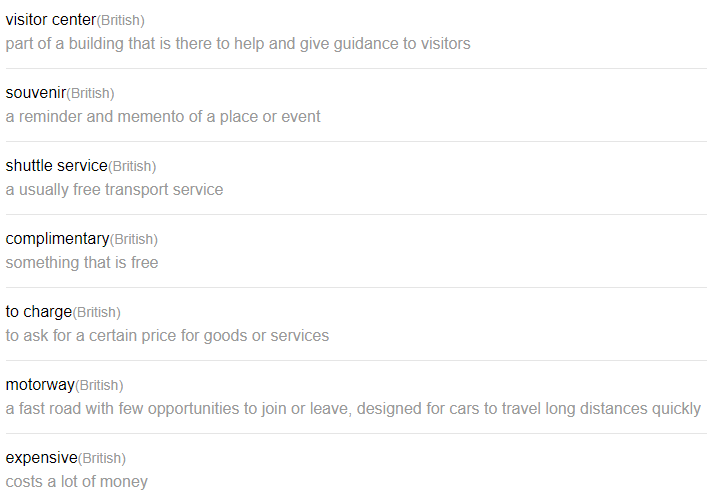 visitor center(British)
part of a building that is there to help and give guidance to visitors
souvenir(British)
a reminder and memento of a place or event
shuttle service(British)
a usually free transport service
complimentary(British)
something that is free
to charge(British)
to ask for a certain price for goods or services
motorway(British)
a fast road with few opportunities to join or leave, designed for cars to travel long distances quickly
expensive(British)
costs a lot of money